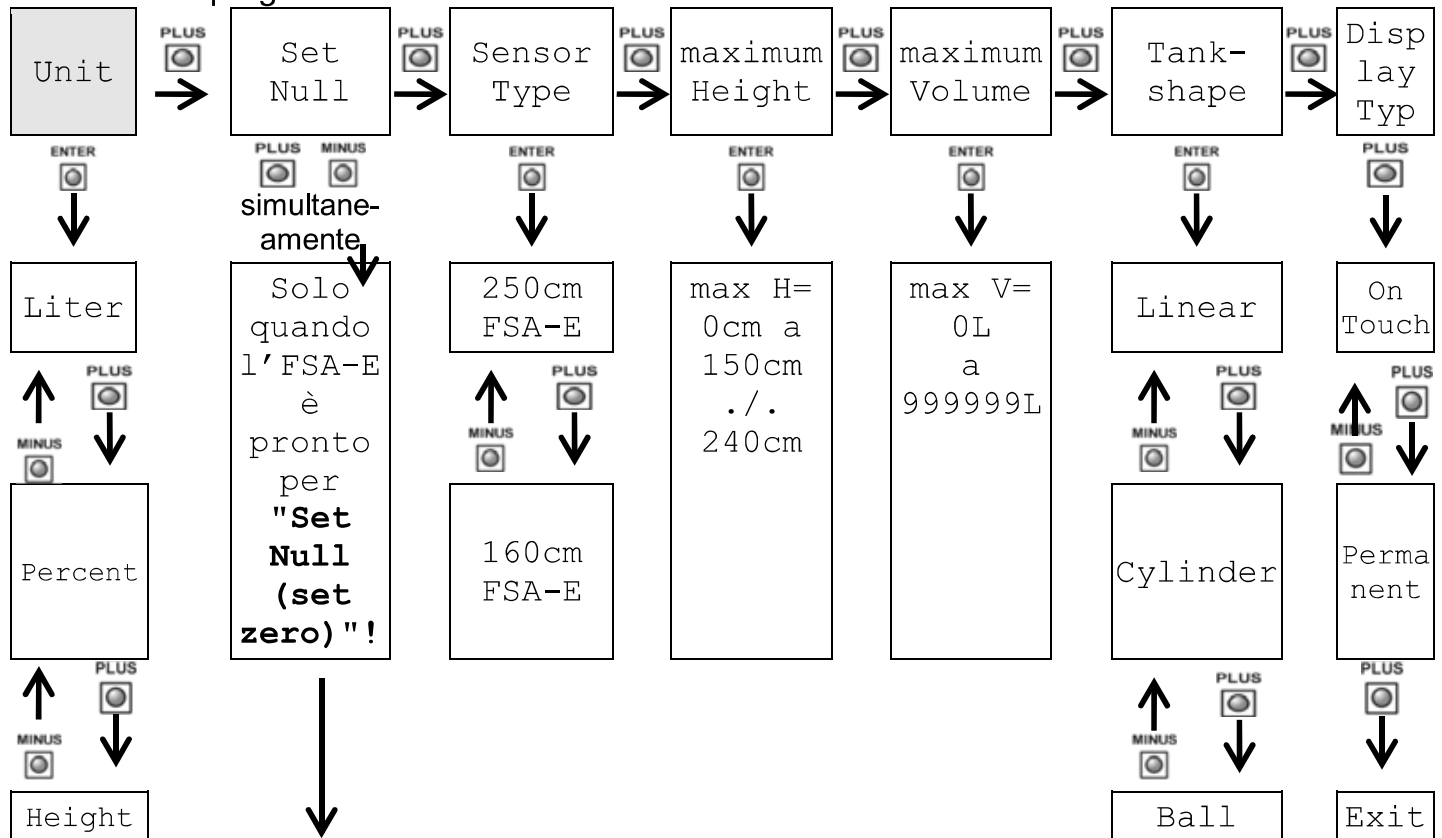 Unit
PLUS
Set
Null
PLUS
Sensor
Type
PLUS
maximum
Height
PLUS
maximum
Volume
PLUS
Tank-
shape
PLUS
Disp
lay
Typ
ENTER
PLUS MINUS
simultane-
amente
ENTER
ENTER
ENTER
ENTER
PLUS
Liter
Solo
quando
l'FSA-E
è
pronto
per
"Set
Null
(set
zero)"!
250cm
FSA-E
max H=
0cm a
150cm
./.
240cm
max V=
0L
a
999999L
Linear
On
Touch
PLUS
MINUS
PLUS
MINUS
PLUS
MINUS
PLUS
MINUS
Percent
160cm
FSA-E
Cylinder
Perma
nent
PLUS
MINUS
PLUS
MINUS
PLUS
Height
Ball
Exit